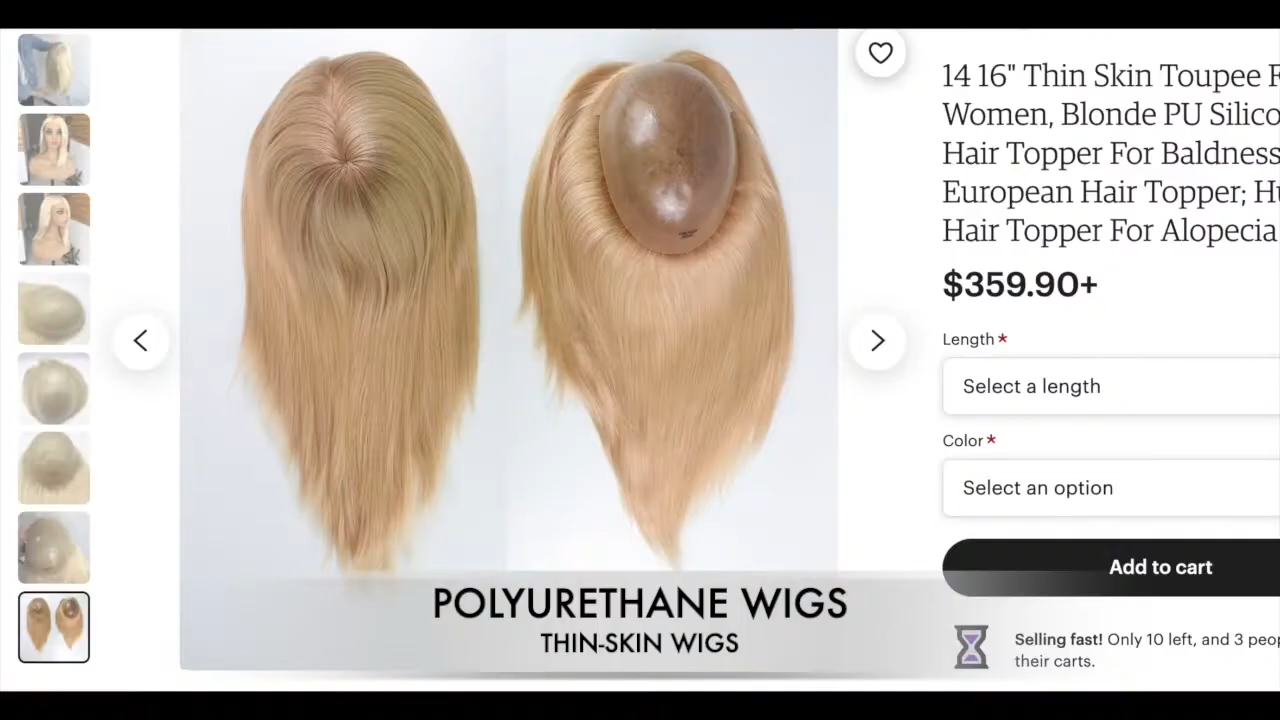 14 16" Thin Skin Toupee F
Women, Blonde PU Silico
Hair Topper For Baldness
European Hair Topper; Hu
Hair Topper For Alopecia
$359.90+
Length *
Select a length
Color *
Select an option
Add to cart
Selling fast! Only 10 left, and 3 peop
their carts.
POLYURETHANE WIGS
THIN-SKIN WIGS